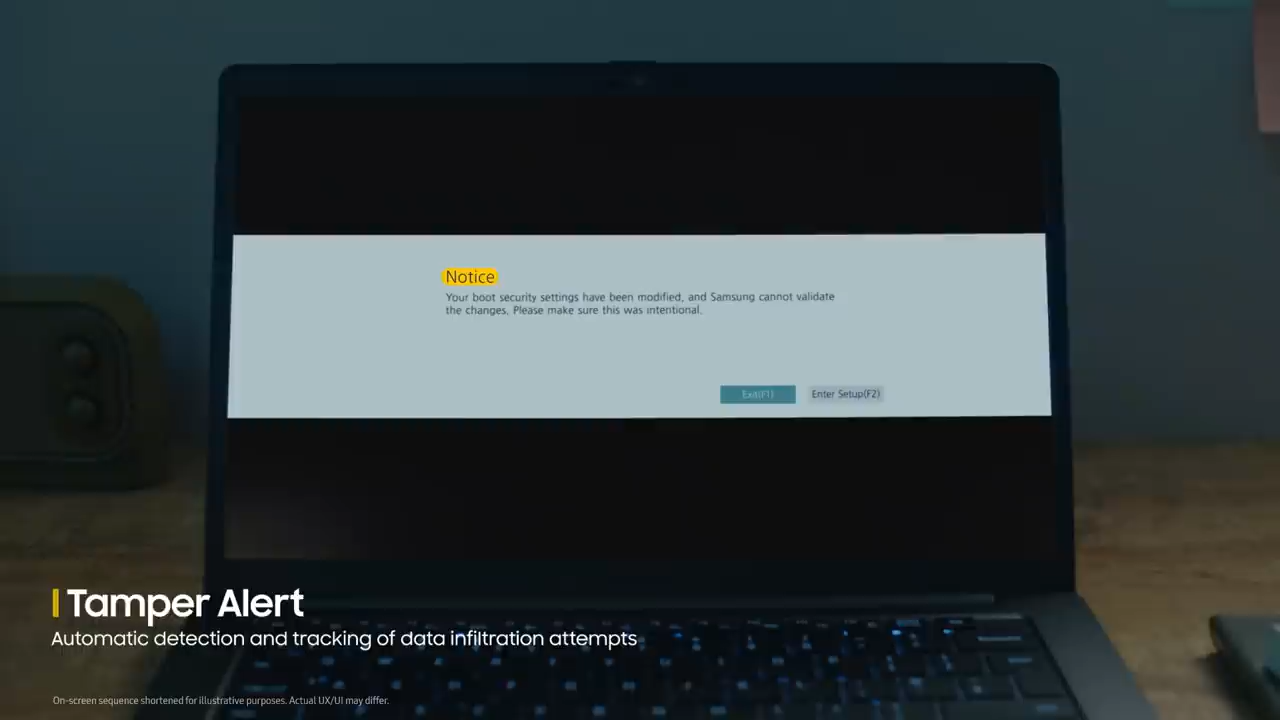 Notice
Your boot security settings have been modified, and Samsung cannot validate
the changes. Please make sure this was intentional.
Exit(F1) Enter Setup(F2)
Tamper Alert
Automatic detection and tracking of data infiltration attempts
On-screen sequence shortened for illustrative purposes. Actual UX/UI may differ.